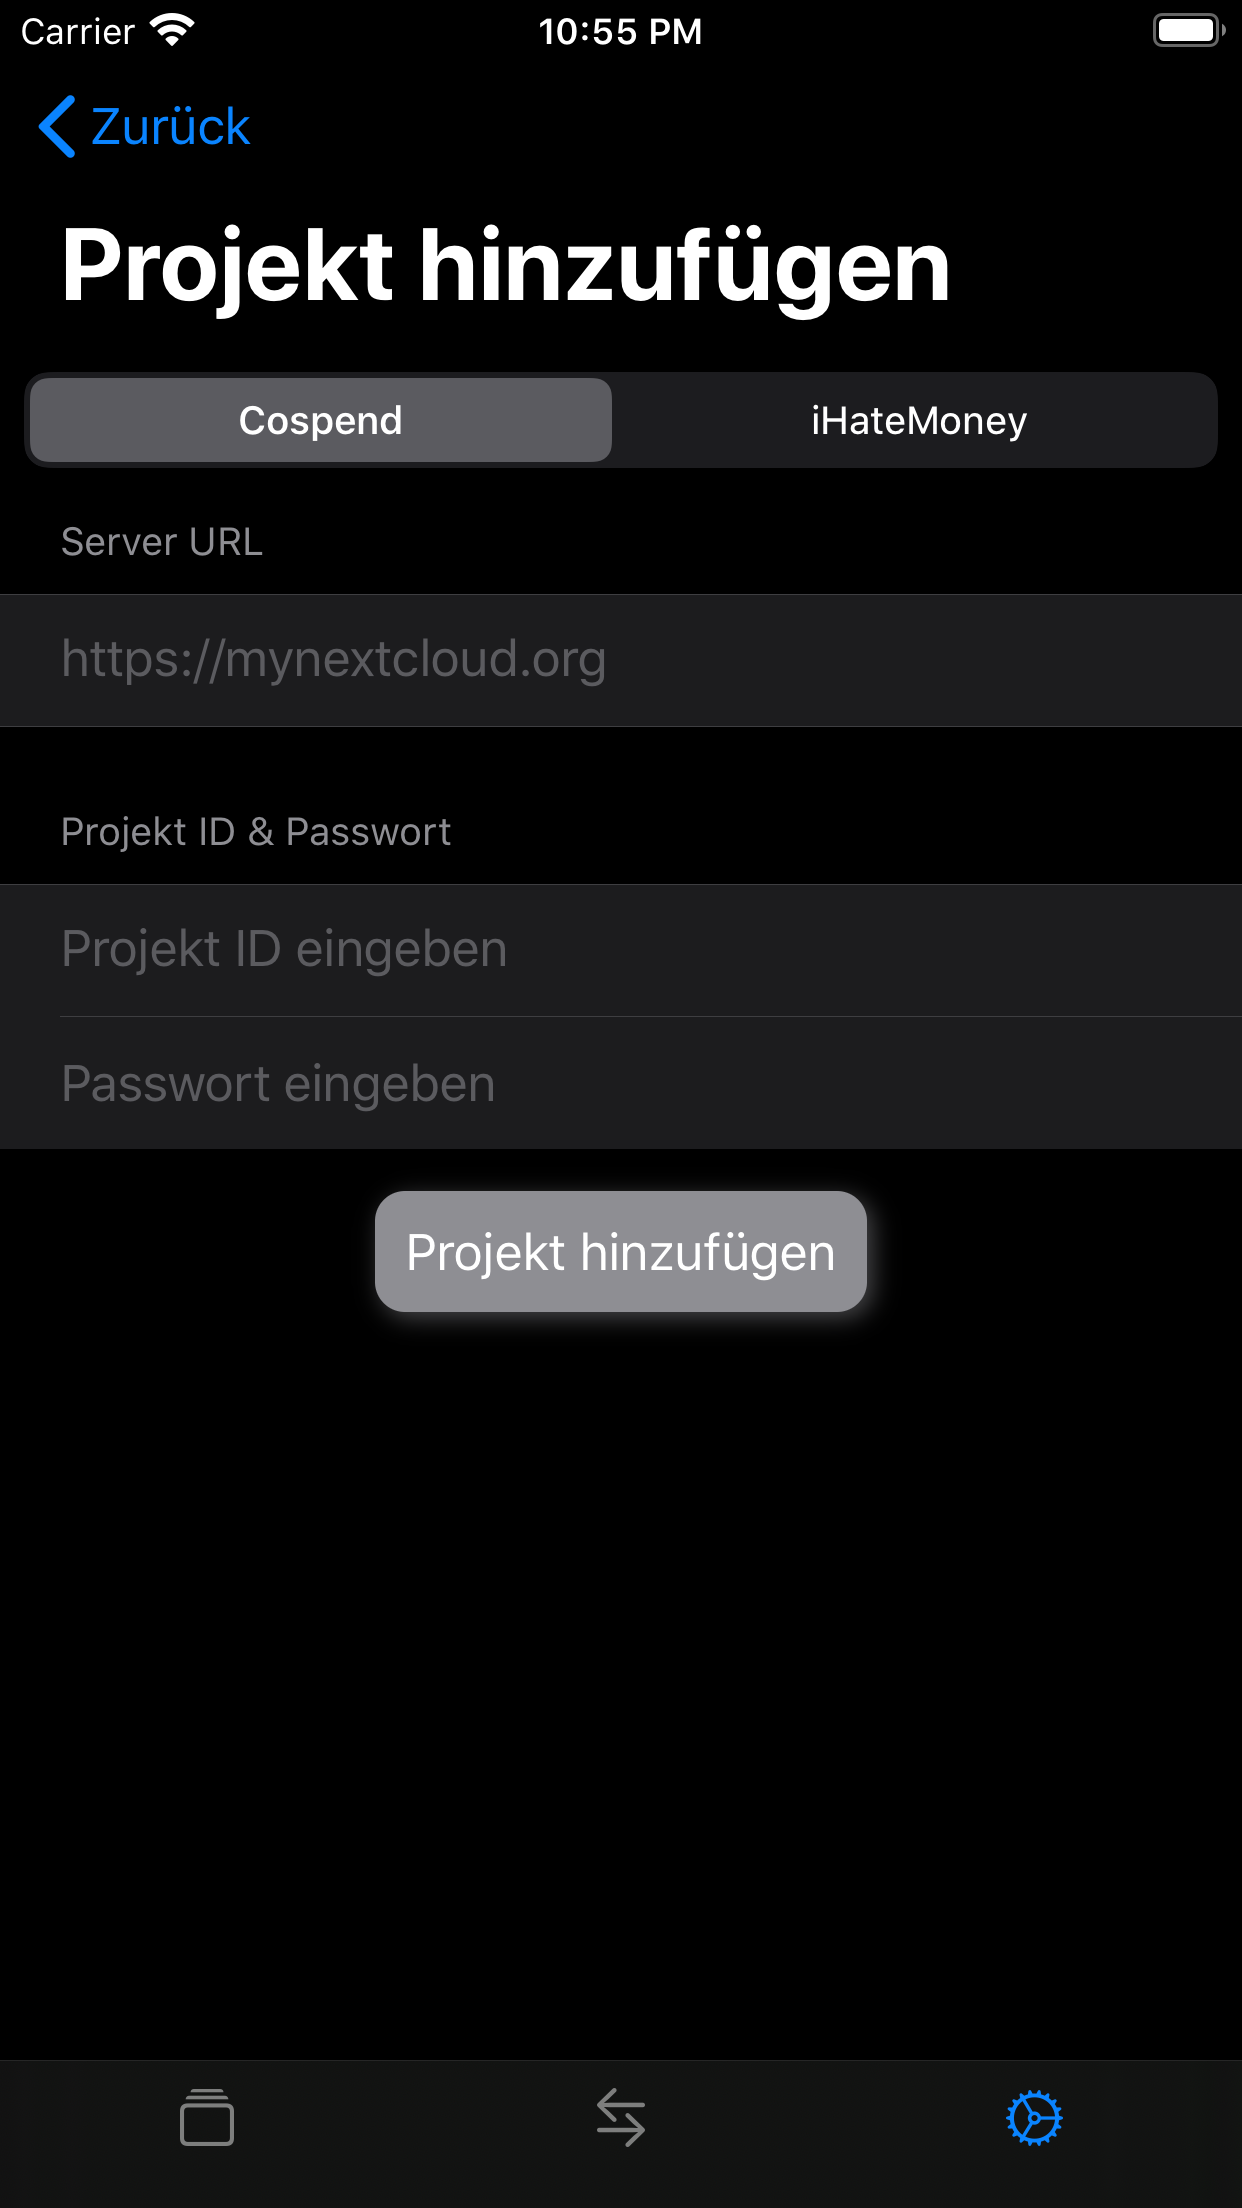 Carrier
10:55 PM
Zurück
Projekt hinzufügen
Cospend
iHateMoney
Server URL
https://mynextcloud.org
Projekt ID & Passwort
Projekt ID eingeben
Passwort eingeben
Projekt hinzufügen